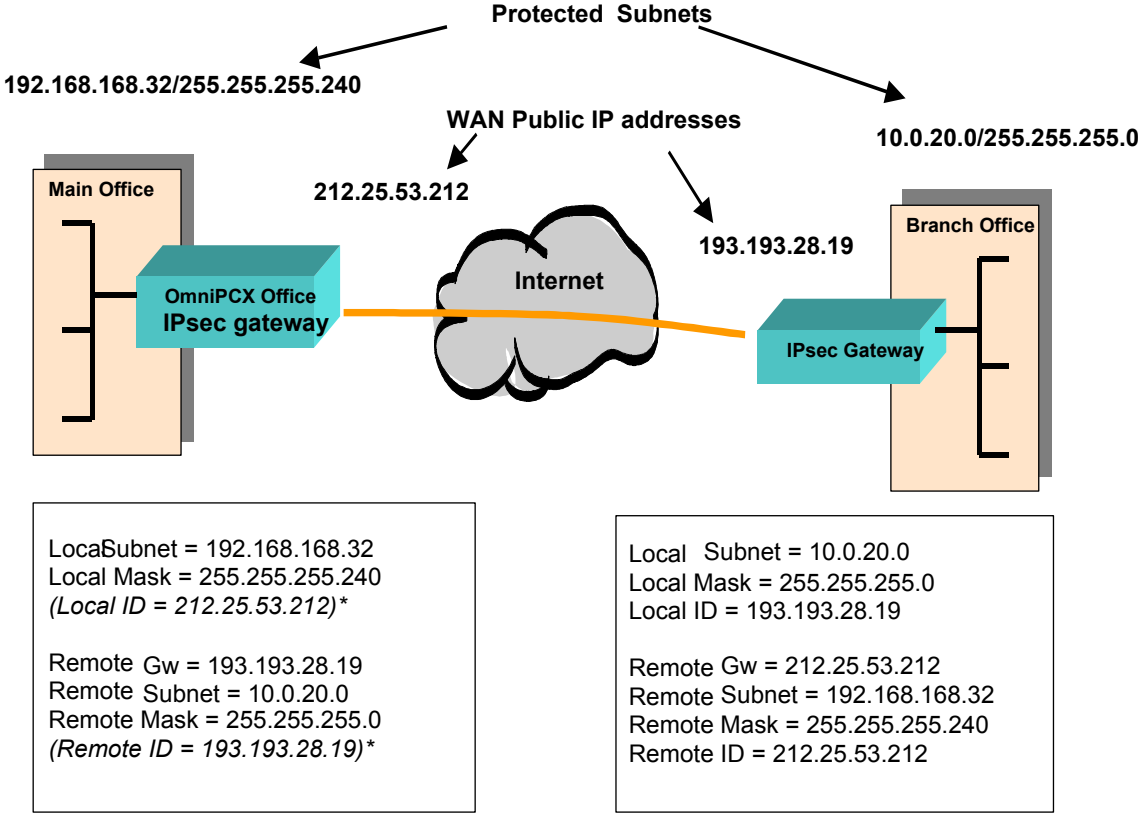 Protected Subnets
192.168.168.32/255.255.255.240
WAN Public IP addresses
10.0.20.0/255.255.255.0
Main Office
212.25.53.212
Branch Office
193.193.28.19
Internet
OmniPCX Office
IPsec gateway
IPsec Gateway
Local Subnet = 192.168.168.32
Local Mask = 255.255.255.240
(Local ID = 212.25.53.212)*
Remote Gw = 193.193.28.19
Remote Subnet = 10.0.20.0
Remote Mask = 255.255.255.0
(Remote ID = 193.193.28.19)*
Local Subnet = 10.0.20.0
Local Mask = 255.255.255.0
Local ID = 193.193.28.19
Remote Gw = 212.25.53.212
Remote Subnet = 192.168.168.32
Remote Mask = 255.255.255.240
Remote ID = 212.25.53.212